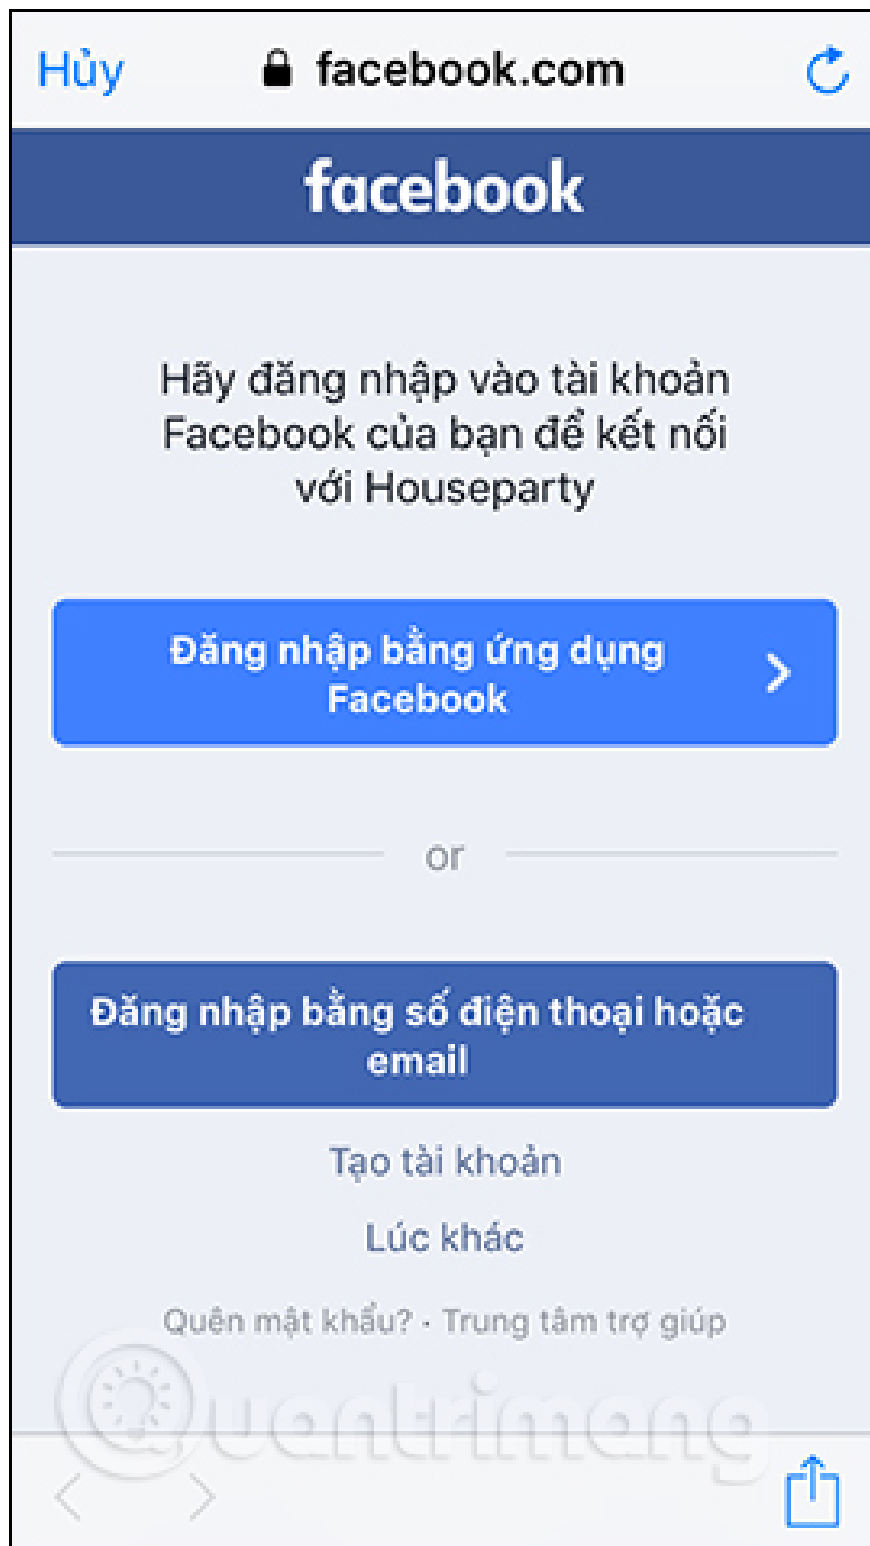 Hủy
facebook.com
facebook
Hãy đăng nhập vào tài khoản
Facebook của bạn để kết nối
với Houseparty
Đăng nhập bằng ứng dụng
Facebook
or
Đăng nhập bằng số điện thoại hoặc
email
Tạo tài khoản
Lúc khác
Quên mật khẩu? · Trung tâm trợ giúp
Quantrimang